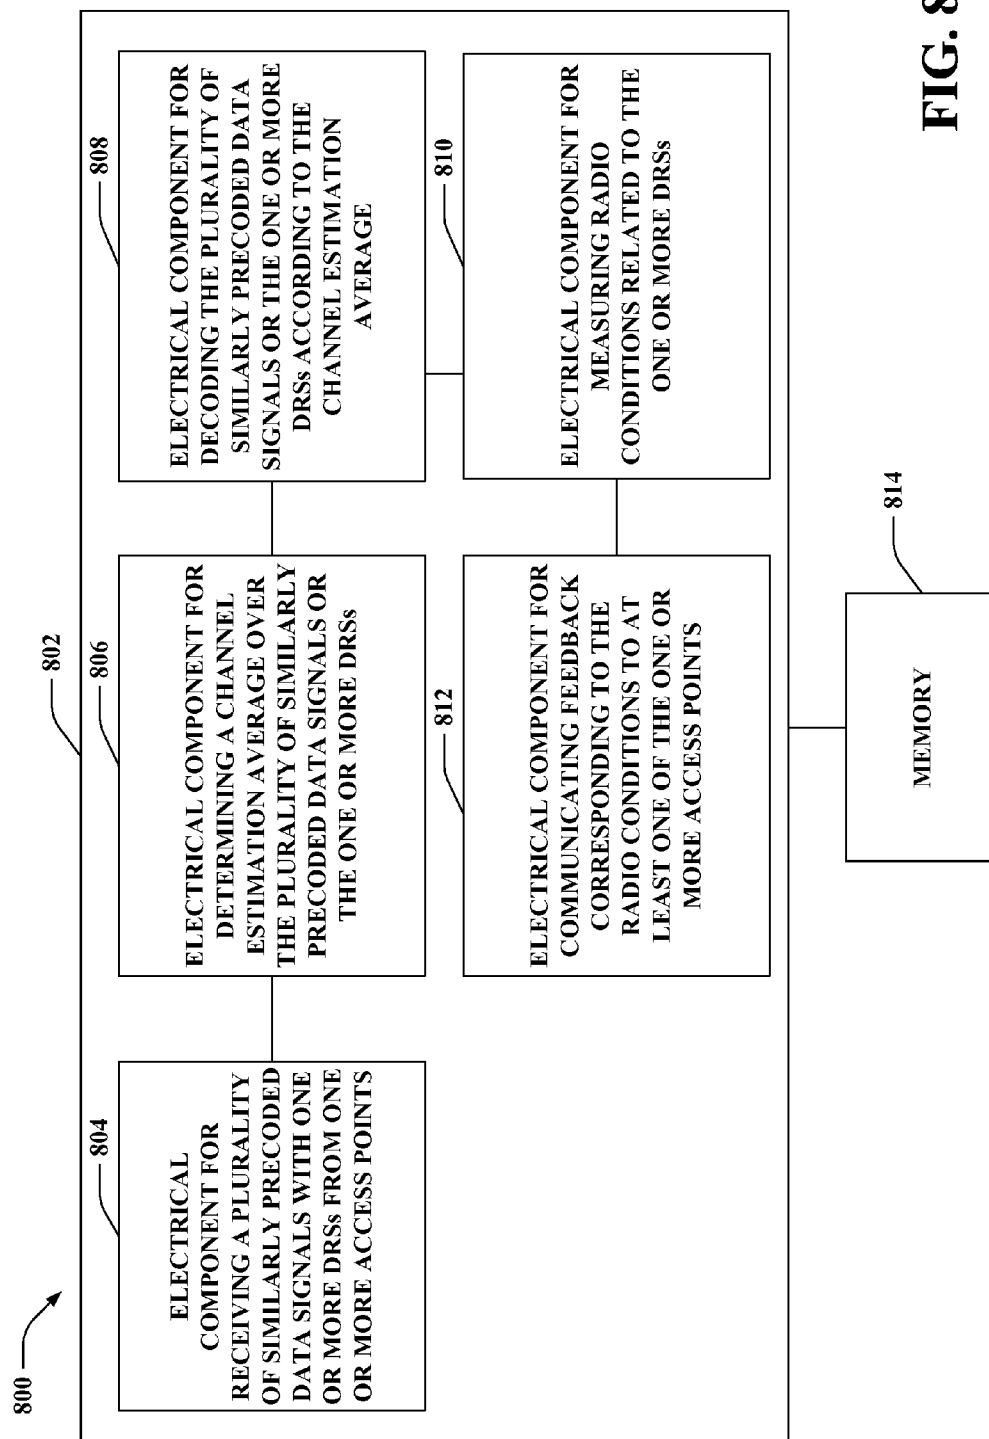 800
802
804
ELECTRICAL
COMPONENT FOR
RECEIVING A PLURALITY
OF SIMILARLY PRECODED
DATA SIGNALS WITH ONE
OR MORE DRSs FROM ONE
OR MORE ACCESS POINTS
806
ELECTRICAL COMPONENT FOR
DETERMINING A CHANNEL
ESTIMATION AVERAGE OVER
THE PLURALITY OF SIMILARLY
PRECODED DATA SIGNALS OR
THE ONE OR MORE DRSs
808
ELECTRICAL COMPONENT FOR
DECODING THE PLURALITY OF
SIMILARLY PRECODED DATA
SIGNALS OR THE ONE OR MORE
DRSs ACCORDING TO THE
CHANNEL ESTIMATION
AVERAGE
812
ELECTRICAL COMPONENT FOR
COMMUNICATING FEEDBACK
CORRESPONDING TO THE
RADIO CONDITIONS TO AT
LEAST ONE OF THE ONE OR
MORE ACCESS POINTS
810
ELECTRICAL COMPONENT FOR
MEASURING RADIO
CONDITIONS RELATED TO THE
ONE OR MORE DRSs
814
MEMORY
FIG. 8